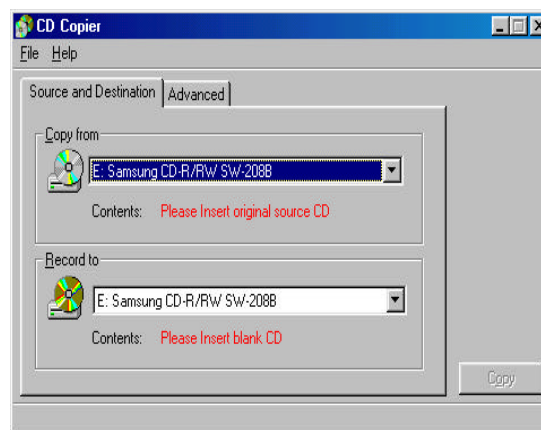 CD Copier
File Help
Source and Destination Advanced
Copy from
E: Samsung CD-R/RW SW-208B
Contents: Please Insert original source CD
Record to
E: Samsung CD-R/RW SW-208B
Contents: Please Insert blank CD
Copy